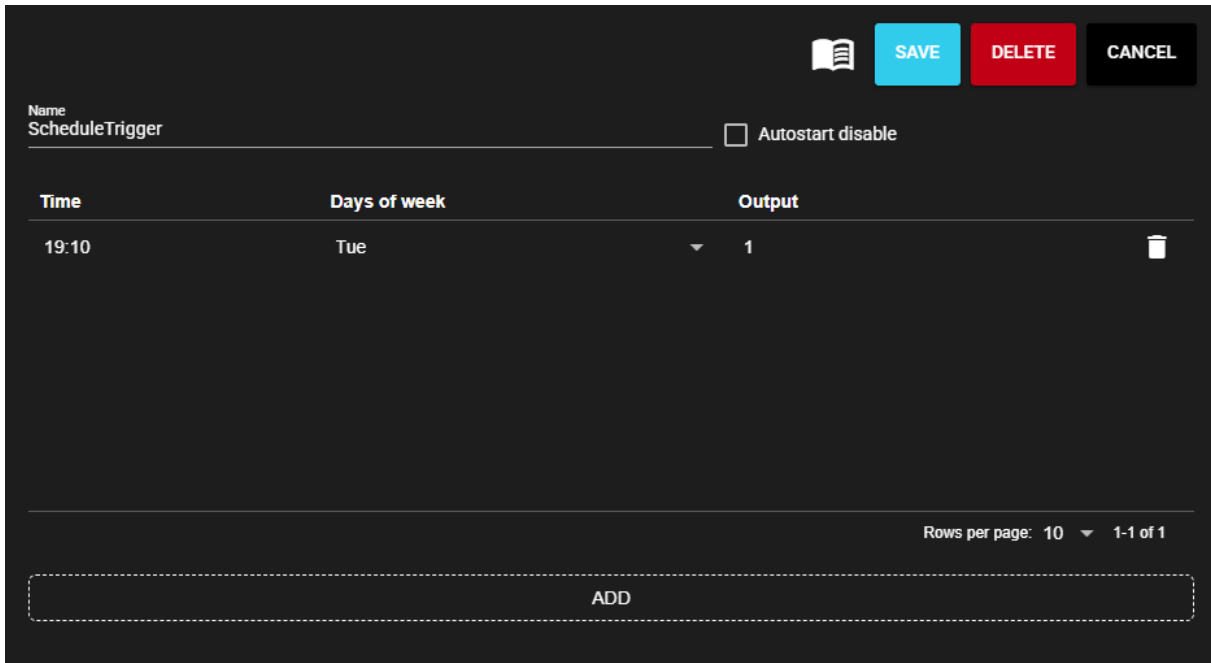 SAVE DELETE CANCEL
Name
ScheduleTrigger
Autostart disable
Time Days of week Output
19:10 Tue 1
Rows per page: 10 1-1 of 1
ADD